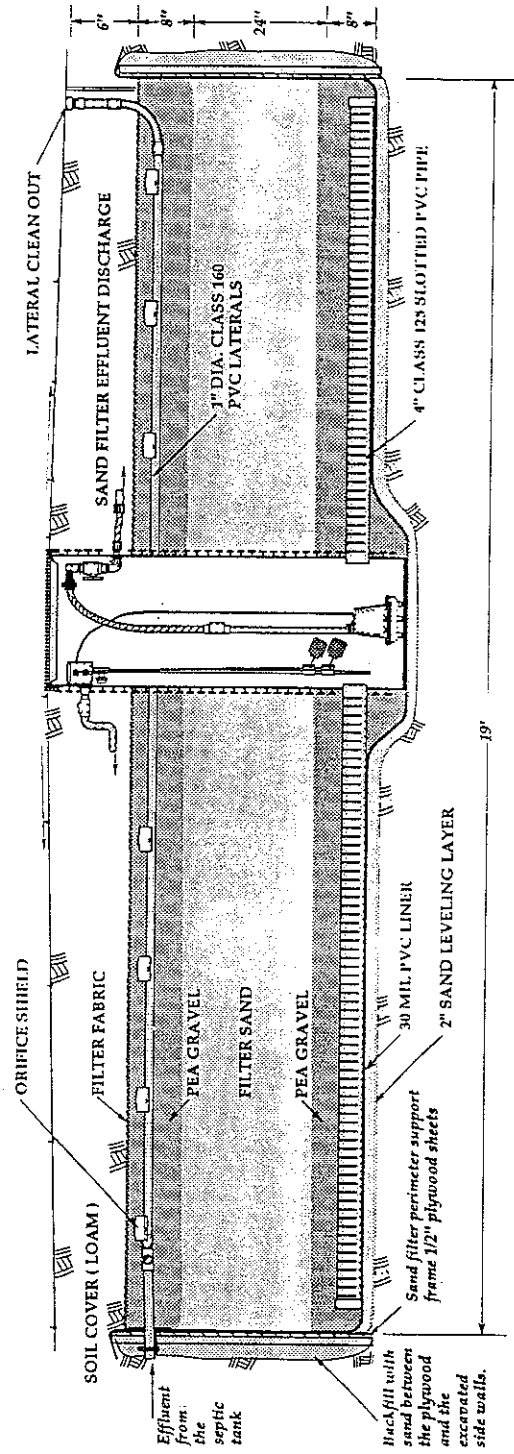 6"
8"
24"
8"
LATERAL CLEAN OUT
SAND FILTER EFFLUENT DISCHARGE
1" DIA. CLASS 160
PVC LATERALS
4" CLASS 125 SLOTTED PVC PIPE
19'
ORIFICE SHIELD
SOIL COVER ( LOAM )
FILTER FABRIC
PEA GRAVEL
FILTER SAND
PEA GRAVEL
30 MIL PVC LINER
2" SAND LEVELING LAYER
Effluent
from
the
septic
tank
Sand filter perimeter support
frame 1/2" plywood sheets
Backfill with
sand between
the plywood
and the
excavated
side walls.